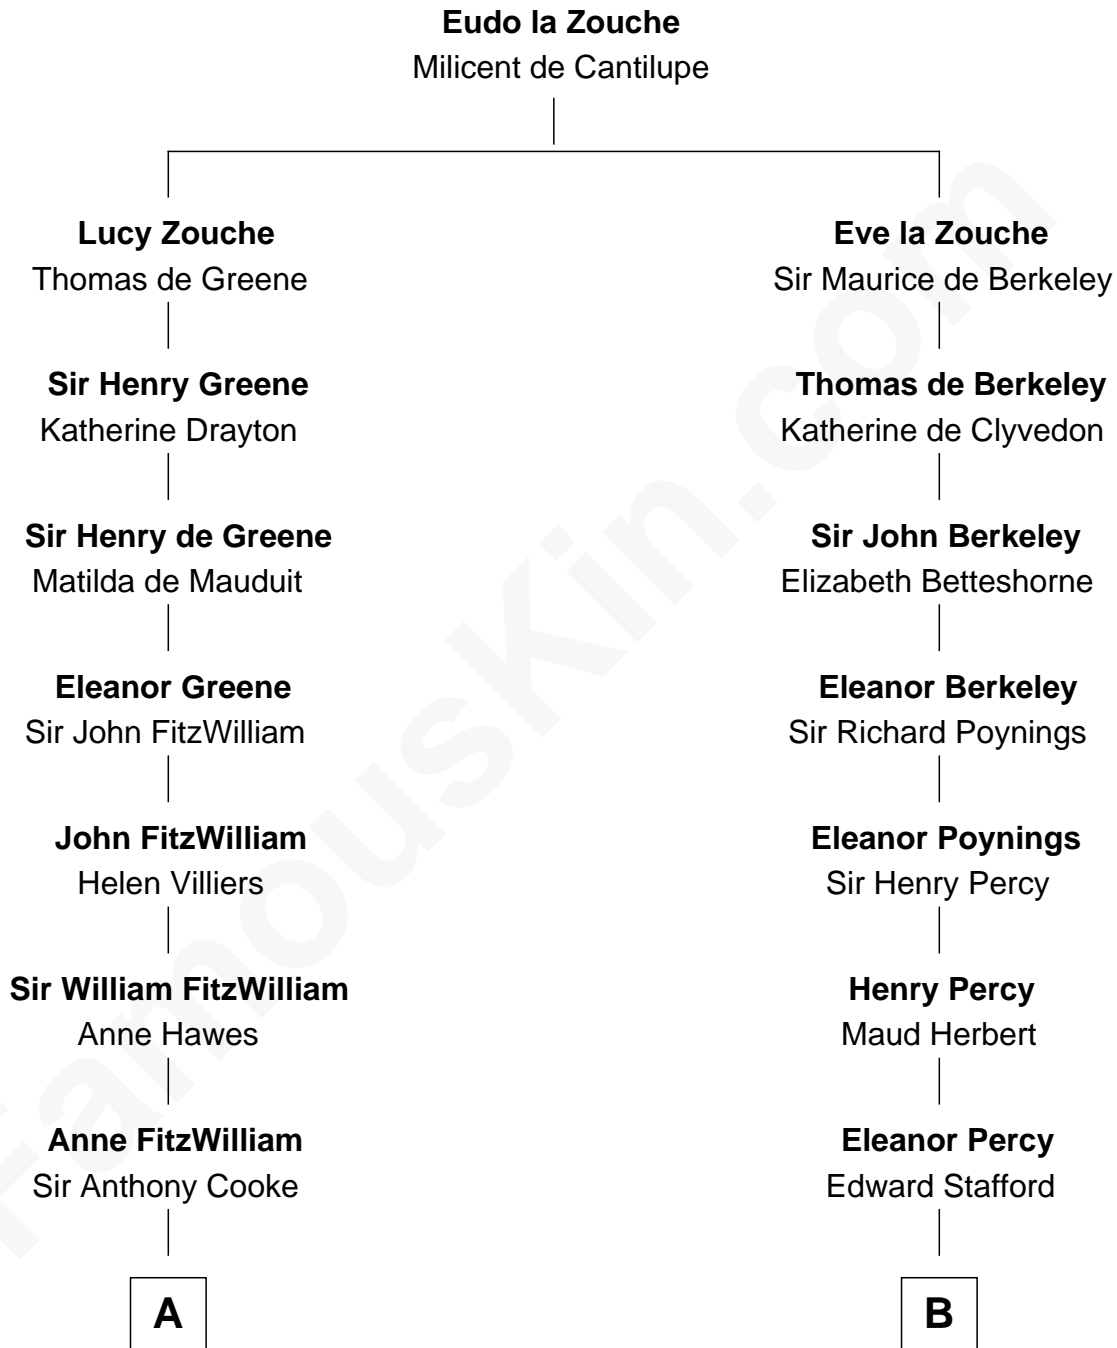 Eudo la Zouche
Milicent de Cantilupe
Lucy Zouche
Thomas de Greene
Eve la Zouche
Sir Maurice de Berkeley
Sir Henry Greene
Katherine Drayton
Thomas de Berkeley
Katherine de Clyvedon
Sir Henry de Greene
Matilda de Mauduit
Sir John Berkeley
Elizabeth Betteshorne
Eleanor Greene
Sir John FitzWilliam
Eleanor Berkeley
Sir Richard Poynings
John FitzWilliam
Helen Villiers
Eleanor Poynings
Sir Henry Percy
Sir William FitzWilliam
Anne Hawes
Henry Percy
Maud Herbert
Anne FitzWilliam
Sir Anthony Cooke
Eleanor Percy
Edward Stafford
A
B
FamousKin.com